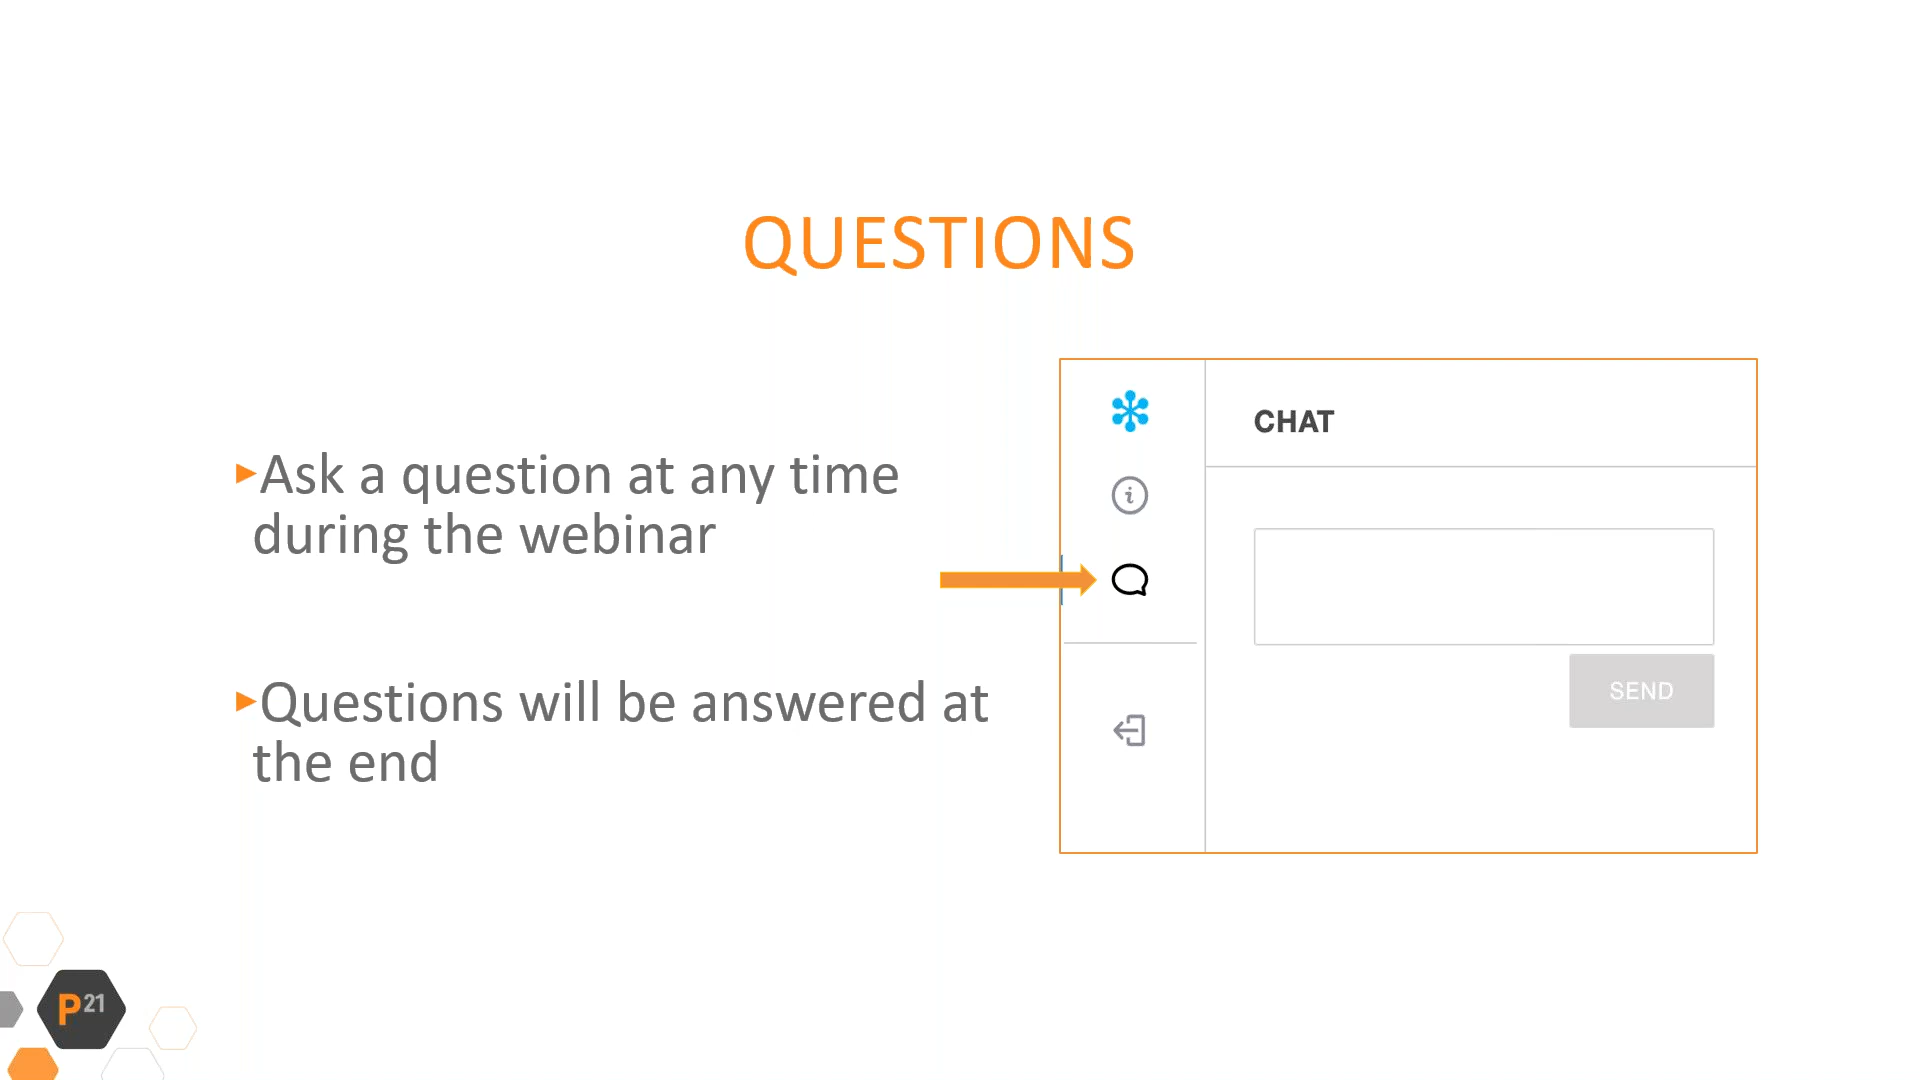 QUESTIONS
Ask a question at any time
during the webinar
Questions will be answered at
the end
CHAT
SEND
P21